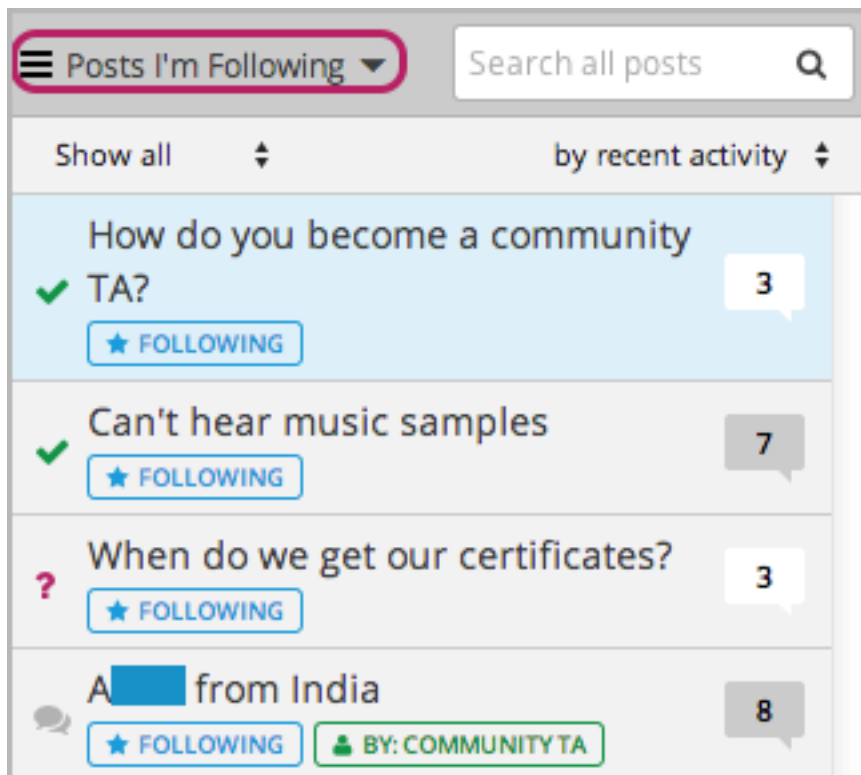 Posts I'm Following
Search all posts
Show all
by recent activity
How do you become a community
TA?
3
FOLLOWING
Can't hear music samples
7
FOLLOWING
?
When do we get our certificates?
3
FOLLOWING
A from India
8
FOLLOWING
BY: COMMUNITY TA